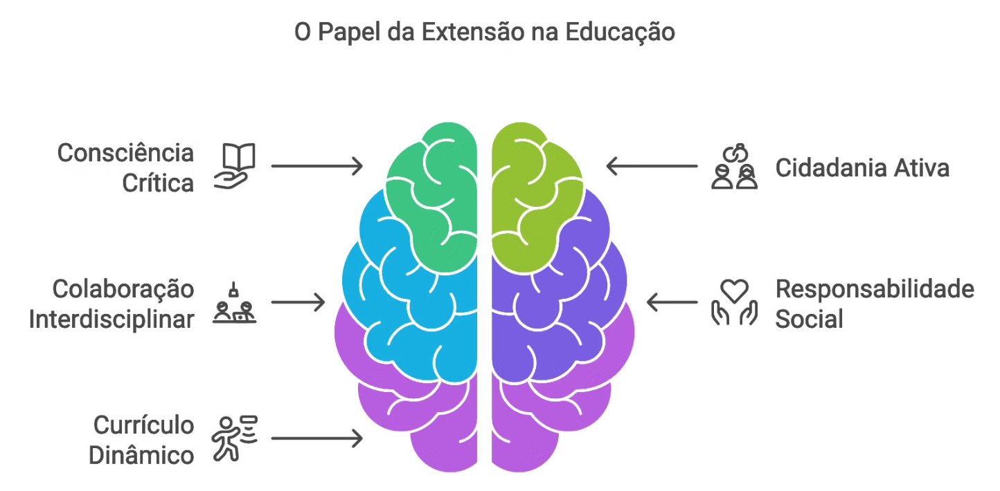 O Papel da Extensão na Educação
Consciência
Crítica
Cidadania Ativa
Colaboração
Interdisciplinar
Responsabilidade
Social
Currículo
Dinâmico